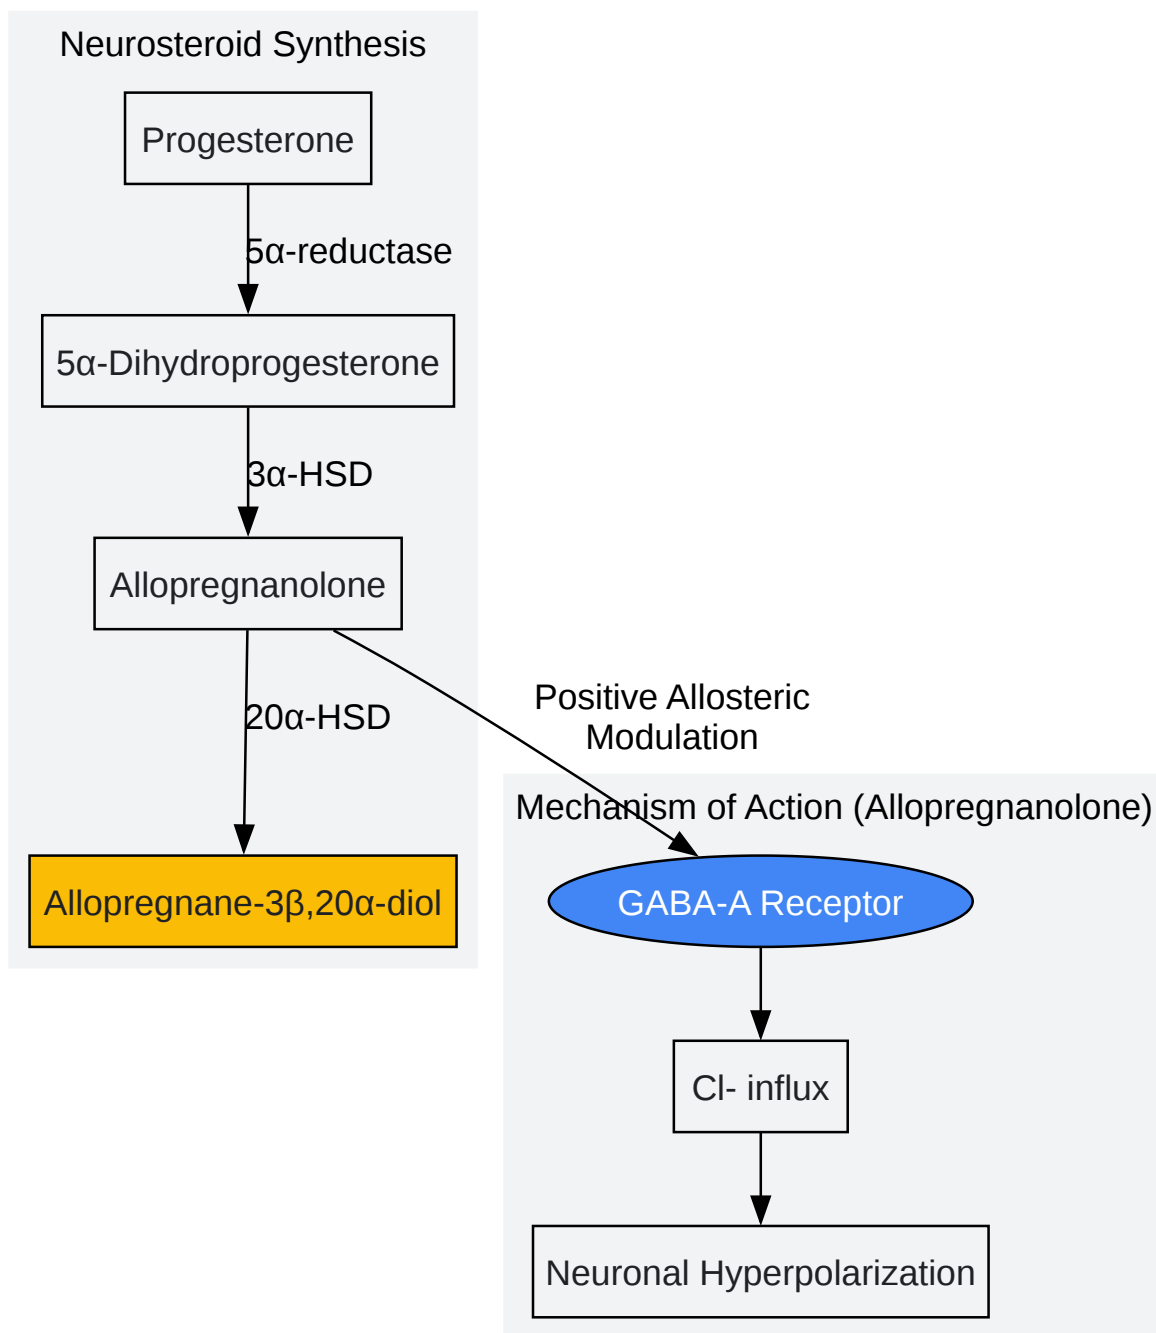 Neurosteroid Synthesis
Progesterone
5α-reductase
5α-Dihydroprogesterone
3α-HSD
Allopregnanolone
20α-HSD
Allopregnane-3β,20α-diol
Positive Allosteric
Modulation
Mechanism of Action (Allopregnanolone)
GABA-A Receptor
Cl- influx
Neuronal Hyperpolarization